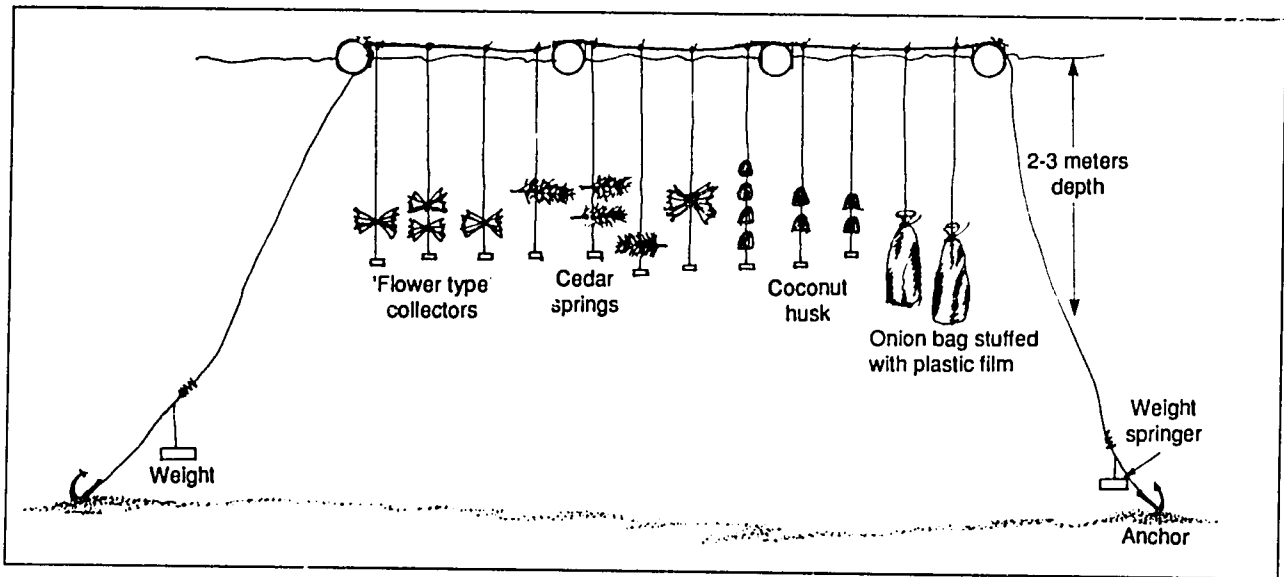 2-3 meters
depth
'Flower type'
collectors
Cedar
springs
Coconut
husk
Onion bag stuffed
with plastic film
Weight
springer
Weight
Anchor